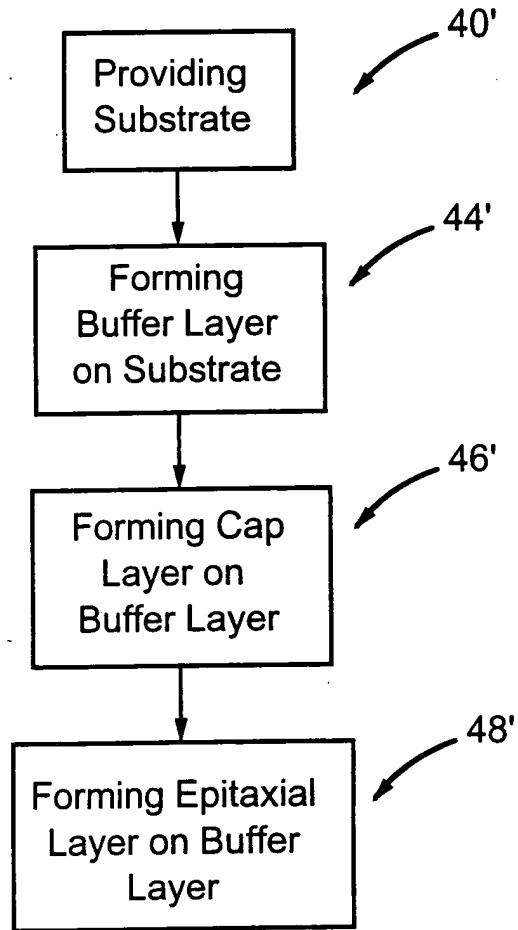 40'
Providing
Substrate
44'
Forming
Buffer Layer
on Substrate
46'
Forming Cap
Layer on
Buffer Layer
48'
Forming Epitaxial
Layer on Buffer
Layer